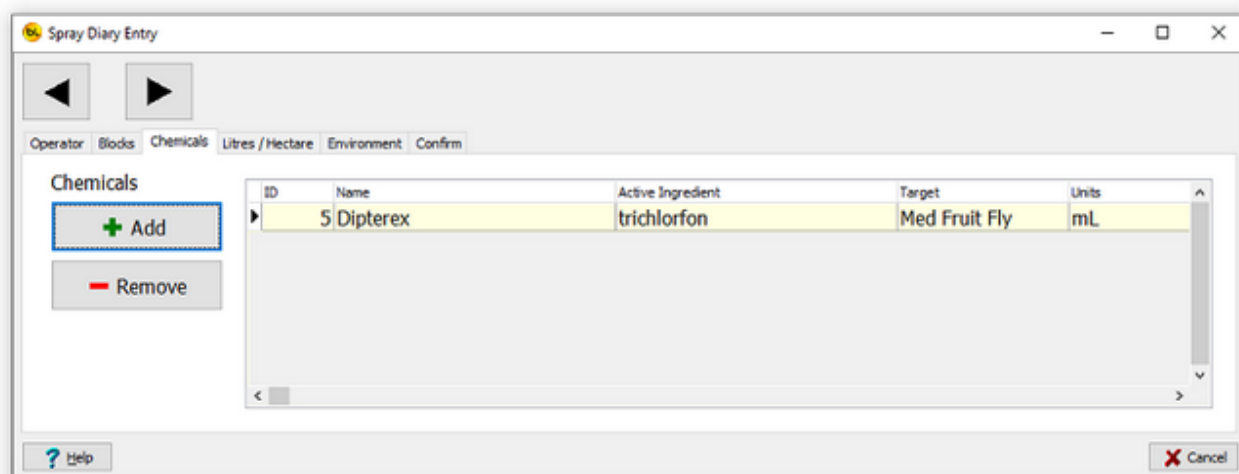 Spray Diary Entry
Operator Blocks Chemicals Litres / Hectare Environment Confirm
Chemicals
Add
Remove
ID Name Active Ingredient Target Units
5 Dipterex trichlorfon Med Fruit Fly mL
? Help
Cancel